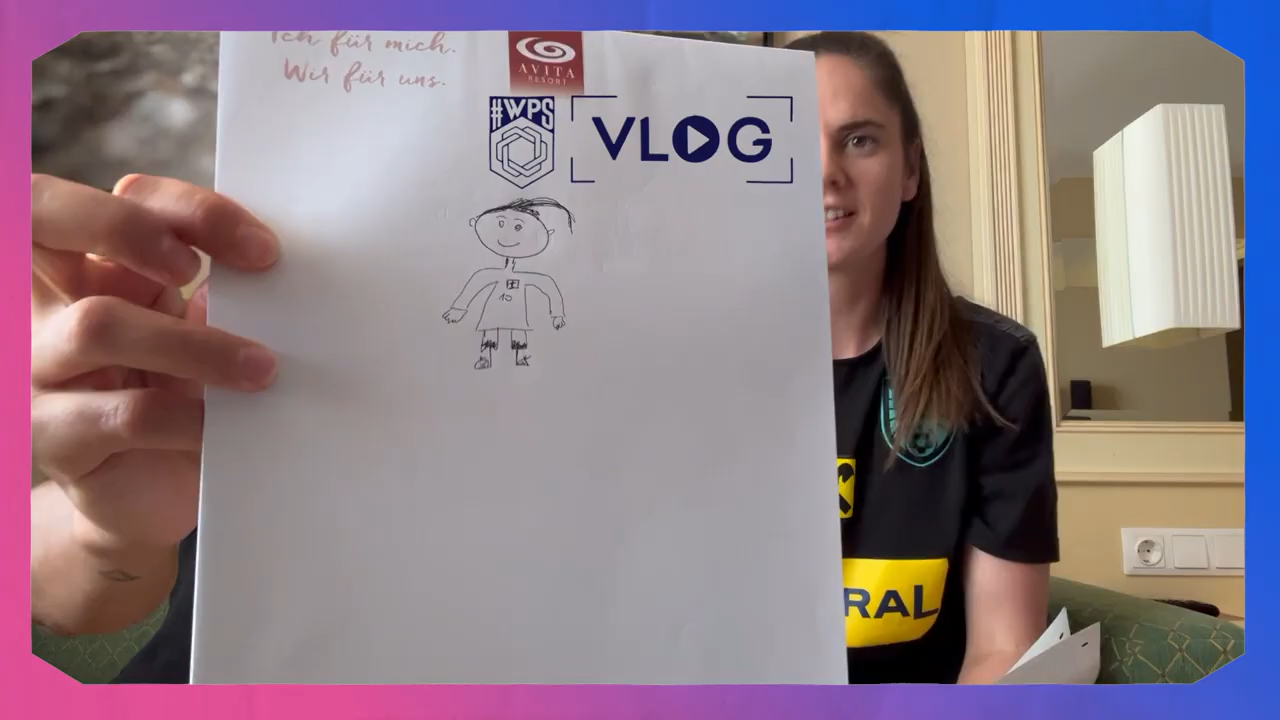 Ich für mich.
Wir für uns.
AVITA
RESORT
#WPS
VLOG
10
RAL